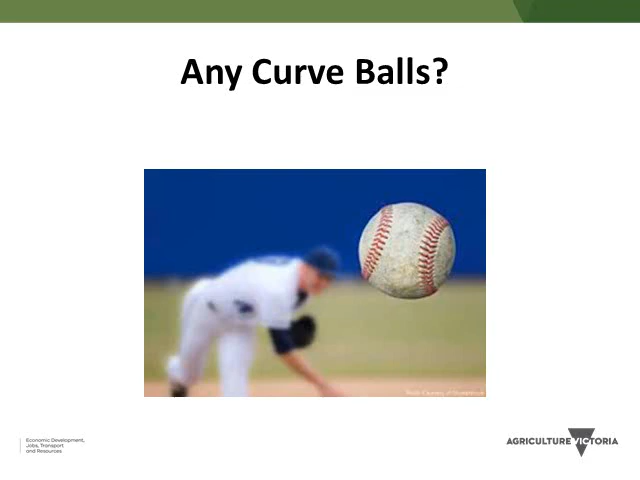 Any Curve Balls?
Economic Development,
Jobs, Transport
and Resources
AGRICULTURE VICTORIA